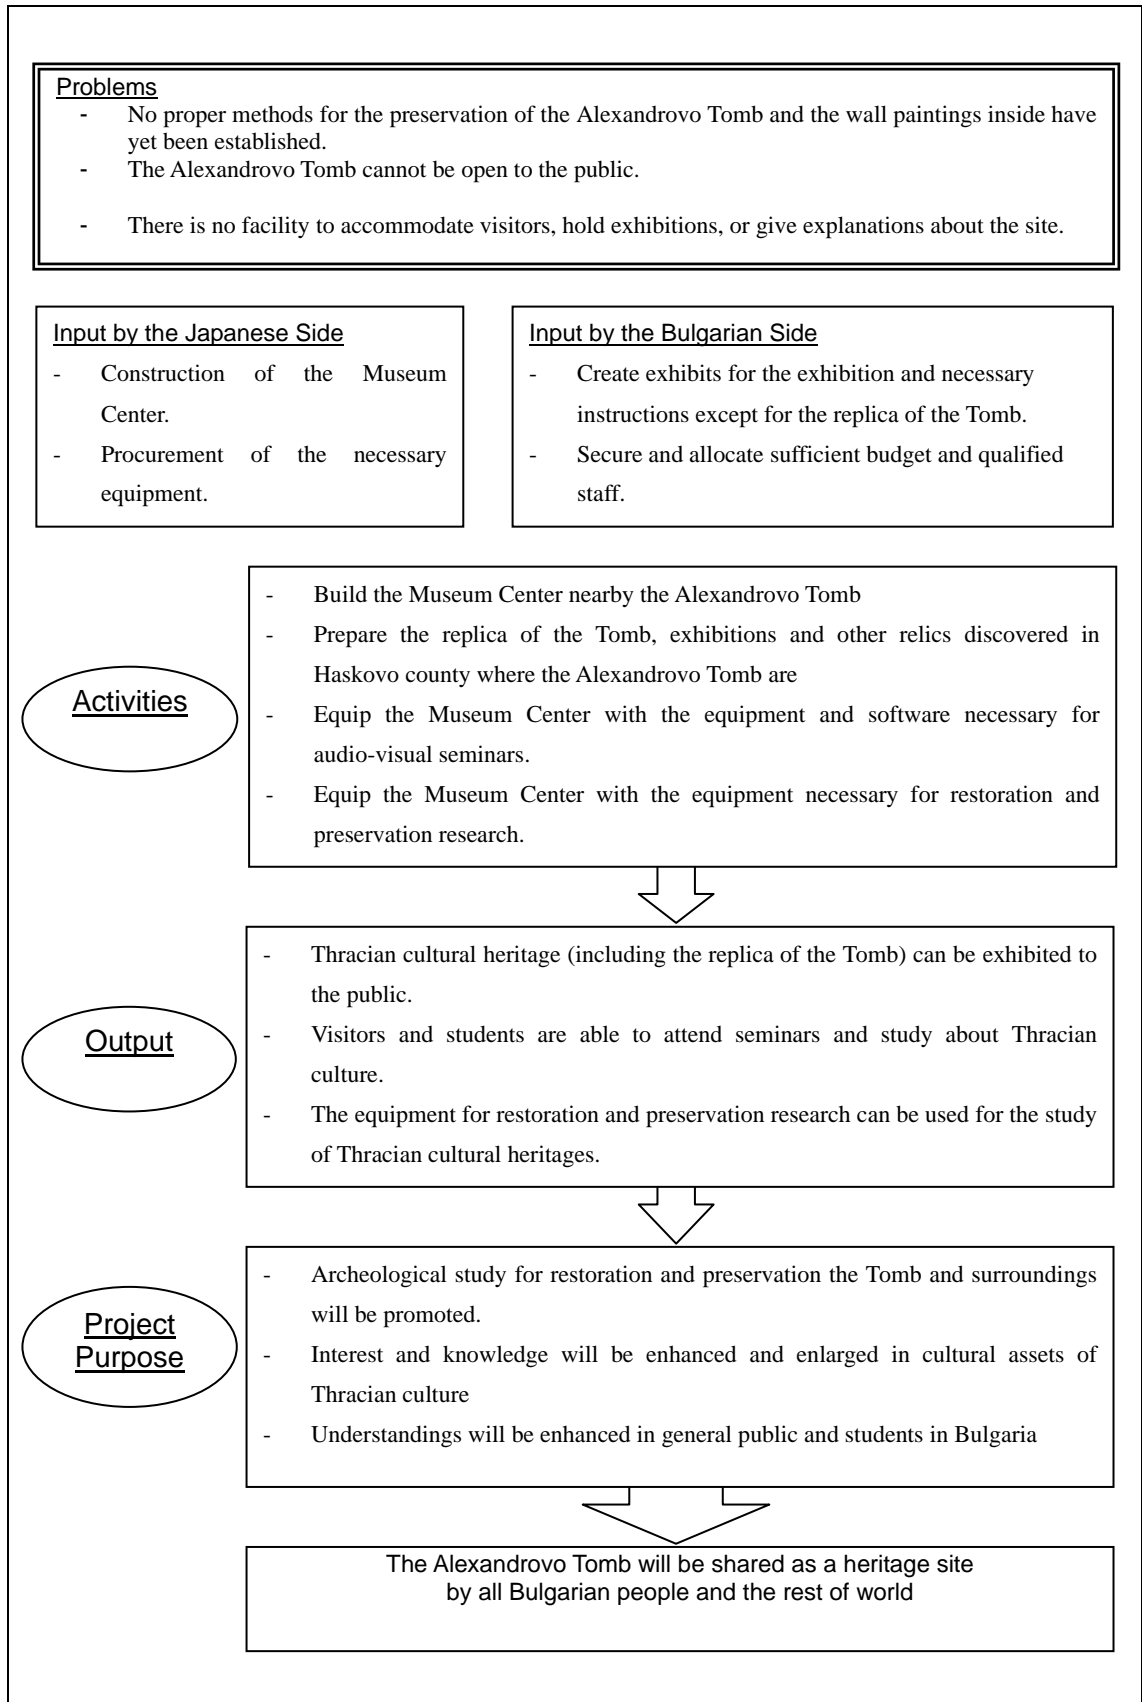 Problems
- No proper methods for the preservation of the Alexandrovo Tomb and the wall paintings inside have
yet been established.
- The Alexandrovo Tomb cannot be open to the public.
- There is no facility to accommodate visitors, hold exhibitions, or give explanations about the site.
Input by the Japanese Side
- Construction of the Museum
Center.
- Procurement of the necessary
equipment.
Input by the Bulgarian Side
- Create exhibits for the exhibition and necessary
instructions except for the replica of the Tomb.
- Secure and allocate sufficient budget and qualified
staff.
Activities
- Build the Museum Center nearby the Alexandrovo Tomb
- Prepare the replica of the Tomb, exhibitions and other relics discovered in
Haskovo county where the Alexandrovo Tomb are
- Equip the Museum Center with the equipment and software necessary for
audio-visual seminars.
- Equip the Museum Center with the equipment necessary for restoration and
preservation research.
Output
- Thracian cultural heritage (including the replica of the Tomb) can be exhibited to
the public.
- Visitors and students are able to attend seminars and study about Thracian
culture.
- The equipment for restoration and preservation research can be used for the study
of Thracian cultural heritages.
Project
Purpose
- Archeological study for restoration and preservation the Tomb and surroundings
will be promoted.
- Interest and knowledge will be enhanced and enlarged in cultural assets of
Thracian culture
- Understandings will be enhanced in general public and students in Bulgaria
The Alexandrovo Tomb will be shared as a heritage site
by all Bulgarian people and the rest of world